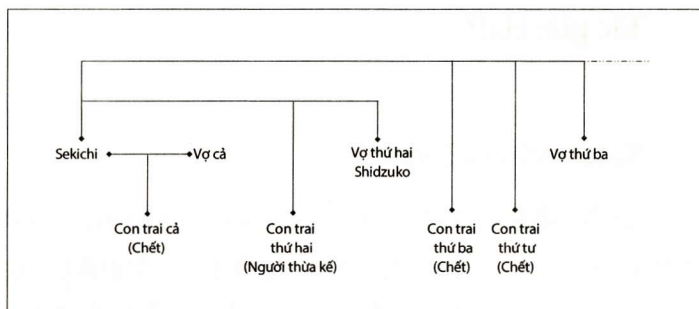 Sekichi
Vợ cả
Vợ thứ hai
Shidzuko
Vợ thứ ba
Con trai cả
(Chết)
Con trai
thứ hai
(Người thừa kế)
Con trai
thứ ba
(Chết)
Con trai
thứ tư
(Chết)